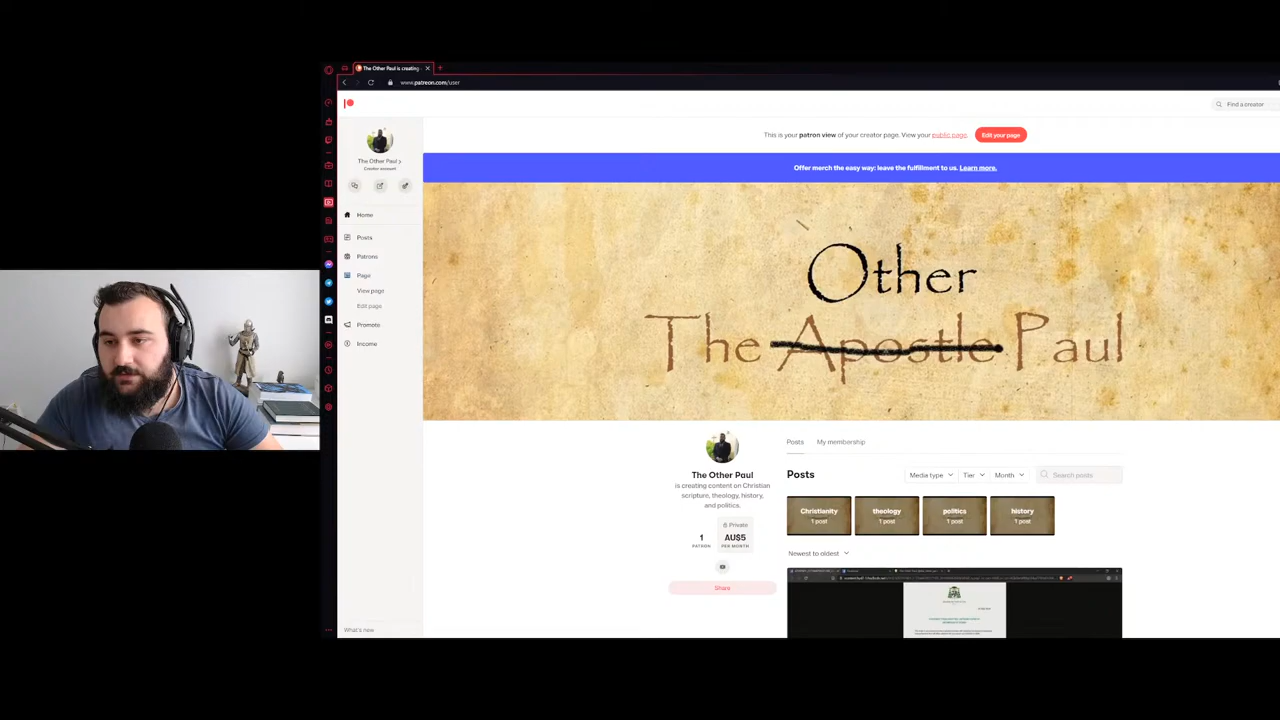 The Other Paul is creating
www.patreon.com/user
Find a creator
The Other Paul
Creator account
This is your patron view of your creator page. View your public page. Edit your page
Offer merch the easy way: leave the fulfillment to us. Learn more.
Home
Posts
Patrons
Page
View page
Edit page
Promote
Income
What's new
Other
The Apostle Paul
The Other Paul
is creating content on Christian
scripture, theology, history,
and politics.
1
PATRON
Private
AU$5
PER MONTH
Share
Posts My membership
Posts
Media type Tier Month Search posts
Christianity
1 post
theology
1 post
politics
1 post
history
1 post
Newest to oldest